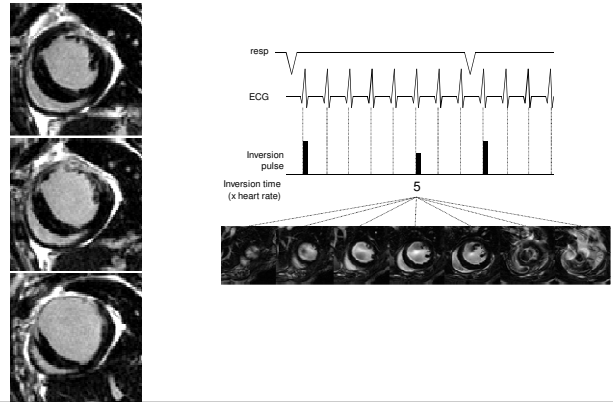 resp
ECG
Inversion
pulse
Inversion time
(x heart rate)
5